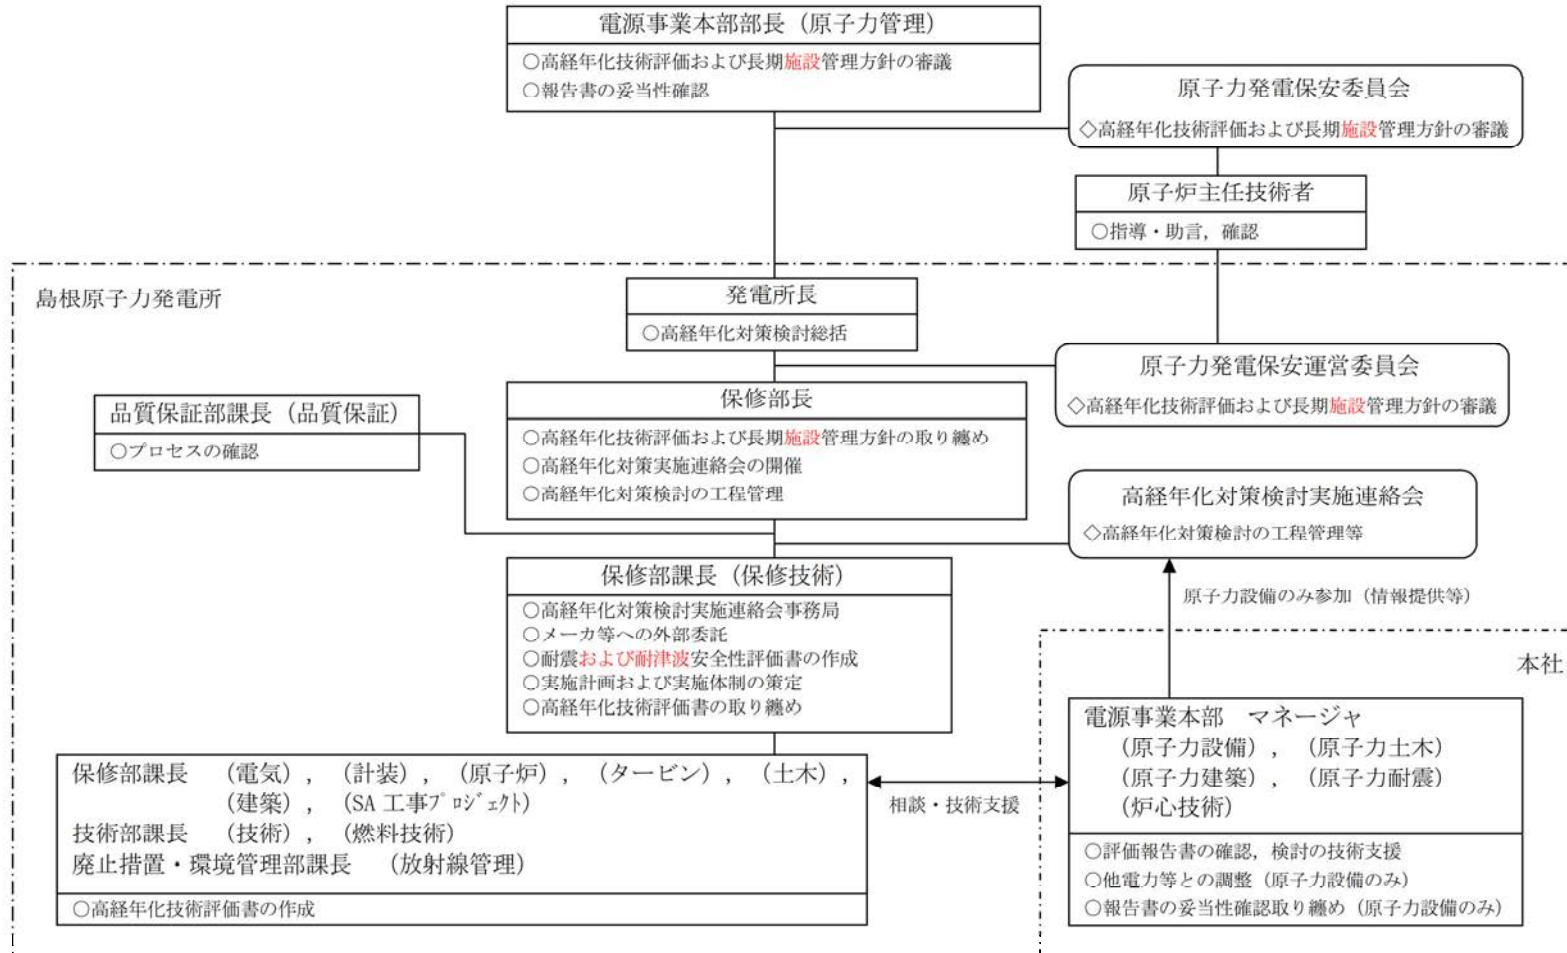 電源事業本部部長（原子力管理）
○高経年化技術評価および長期施設管理方針の審議
○報告書の妥当性確認
原子力発電保安委員会
◇高経年化技術評価および長期施設管理方針の審議
原子炉主任技術者
○指導・助言，確認
島根原子力発電所
発電所長
○高経年化対策検討総括
原子力発電保安運営委員会
◇高経年化技術評価および長期施設管理方針の審議
品質保証部課長（品質保証）
○プロセスの確認
保修部長
○高経年化技術評価および長期施設管理方針の取り纏め
○高経年化対策実施連絡会の開催
○高経年化対策検討の工程管理
高経年化対策検討実施連絡会
◇高経年化対策検討の工程管理等
保修部課長（保修技術）
○高経年化対策検討実施連絡会事務局
○メーカ等への外部委託
○耐震および耐津波安全性評価書の作成
○実施計画および実施体制の策定
○高経年化技術評価書の取り纏め
原子力設備のみ参加（情報提供等）
本社
保修部課長　（電気），（計装），（原子炉），（タービン），（土木），
（建築），（SA 工事ﾌﾟﾛｼﾞｪｸﾄ）
技術部課長　（技術），（燃料技術）
廃止措置・環境管理部課長　（放射線管理）
○高経年化技術評価書の作成
相談・技術支援
電源事業本部　マネージャ
（原子力設備），（原子力土木）
（原子力建築），（原子力耐震）
（炉心技術）
○評価報告書の確認，検討の技術支援
○他電力等との調整（原子力設備のみ）
○報告書の妥当性確認取り纏め（原子力設備のみ）